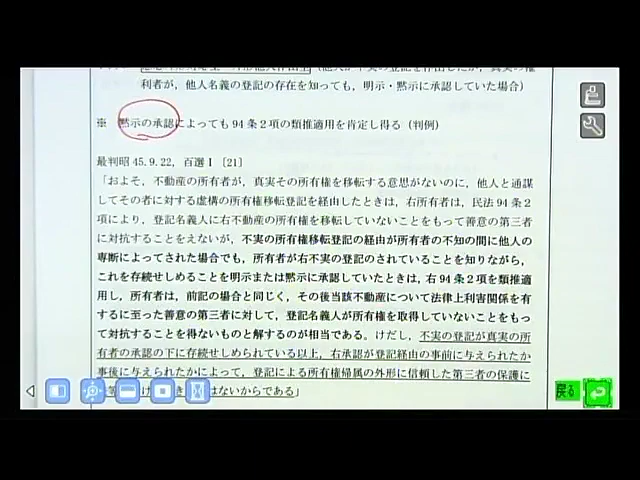 利者が，他人名義の登記の存在を知っても，明示・黙示に承認していた場合）
※ 黙示の承認によっても 94 条２項の類推適用を肯定し得る（判例）
最判昭 45.9.22，百選Ⅰ［21］
「およそ，不動産の所有者が，真実その所有権を移転する意思がないのに，他人と通謀
してその者に対する虚構の所有権移転登記を経由したときは，右所有者は，民法 94 条２
項により，登記名義人に右不動産の所有権を移転していないことをもって善意の第三者
に対抗することをえないが，不実の所有権移転登記の経由が所有者の不知の間に他人の
専断によってされた場合でも，所有者が右不実の登記のされていることを知りながら，
これを存続せしめることを明示または黙示に承認していたときは，右 94 条２項を類推適
用し，所有者は，前記の場合と同じく，その後当該不動産について法律上利害関係を有
するに至った善意の第三者に対して，登記名義人が所有権を取得していないことをもっ
て対抗することを得ないものと解するのが相当である。けだし，不実の登記が真実の所
有者の承認の下に存続せしめられている以上，右承認が登記経由の事前に与えられたか
事後に与えられたかによって，登記による所有権帰属の外形に信頼した第三者の保護に
はないからである」
戻る